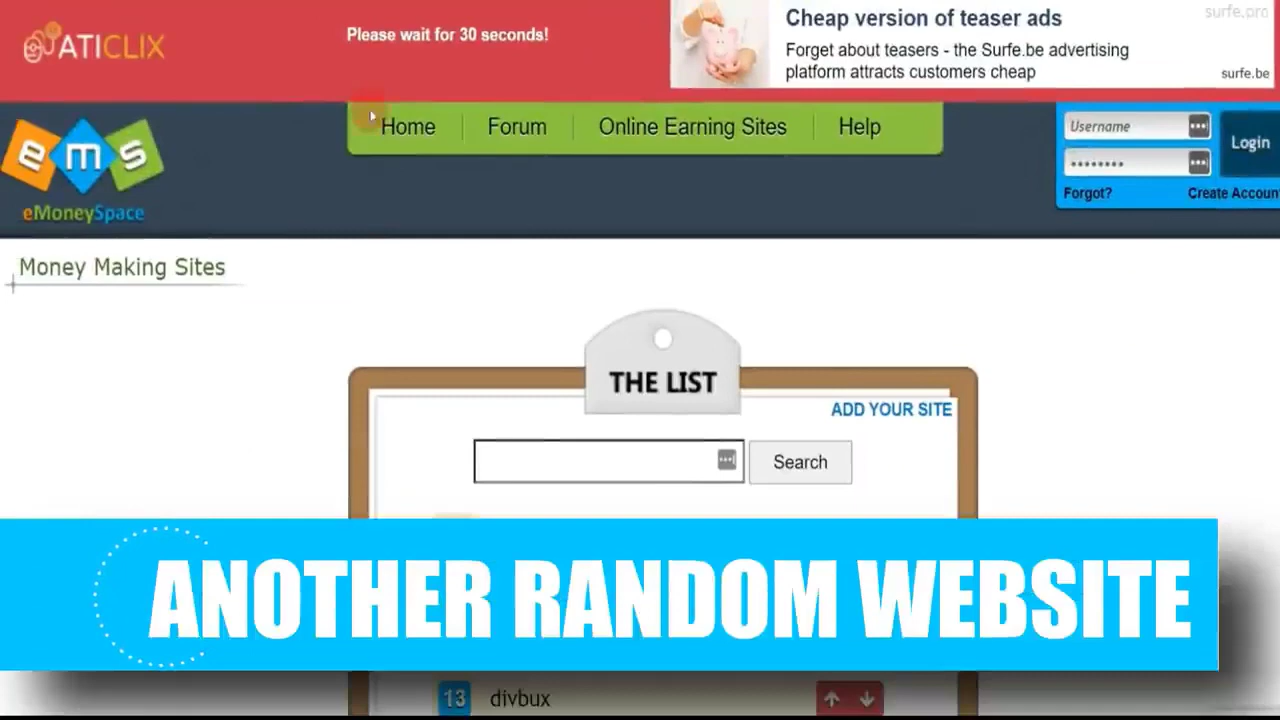 ATICLIX
Please wait for 30 seconds!
Cheap version of teaser ads
Forget about teasers - the Surfe.be advertising
platform attracts customers cheap
surfe.pro
surfe.be
ems
eMoneySpace
Home
Forum
Online Earning Sites
Help
Username
Login
Forgot?
Create Accoun
Money Making Sites
THE LIST
ADD YOUR SITE
Search
ANOTHER RANDOM WEBSITE
13 divbux